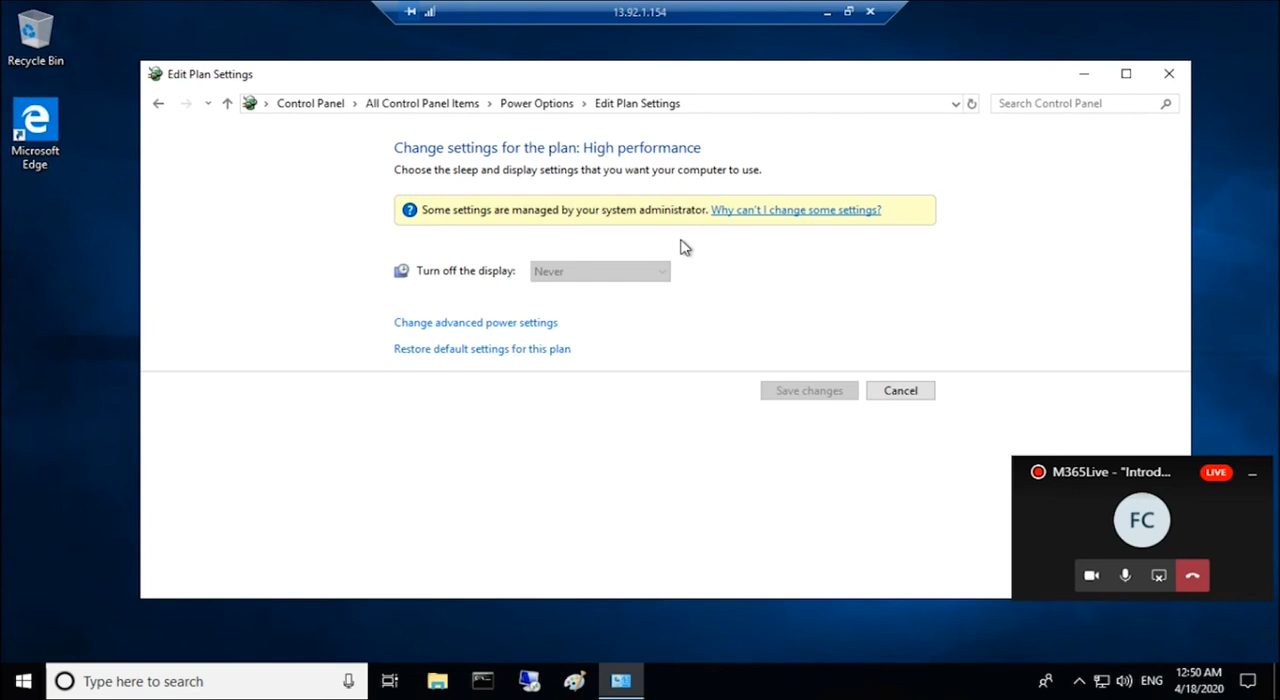 13.92.1.154
Recycle Bin
Microsoft
Edge
Edit Plan Settings
Control Panel > All Control Panel Items > Power Options > Edit Plan Settings
Search Control Panel
Change settings for the plan: High performance
Choose the sleep and display settings that you want your computer to use.
Some settings are managed by your system administrator. Why can't I change some settings?
Turn off the display: Never
Change advanced power settings
Restore default settings for this plan
Save changes Cancel
M365Live - "Introd... LIVE
FC
Type here to search
ENG
12:50 AM
4/18/2020